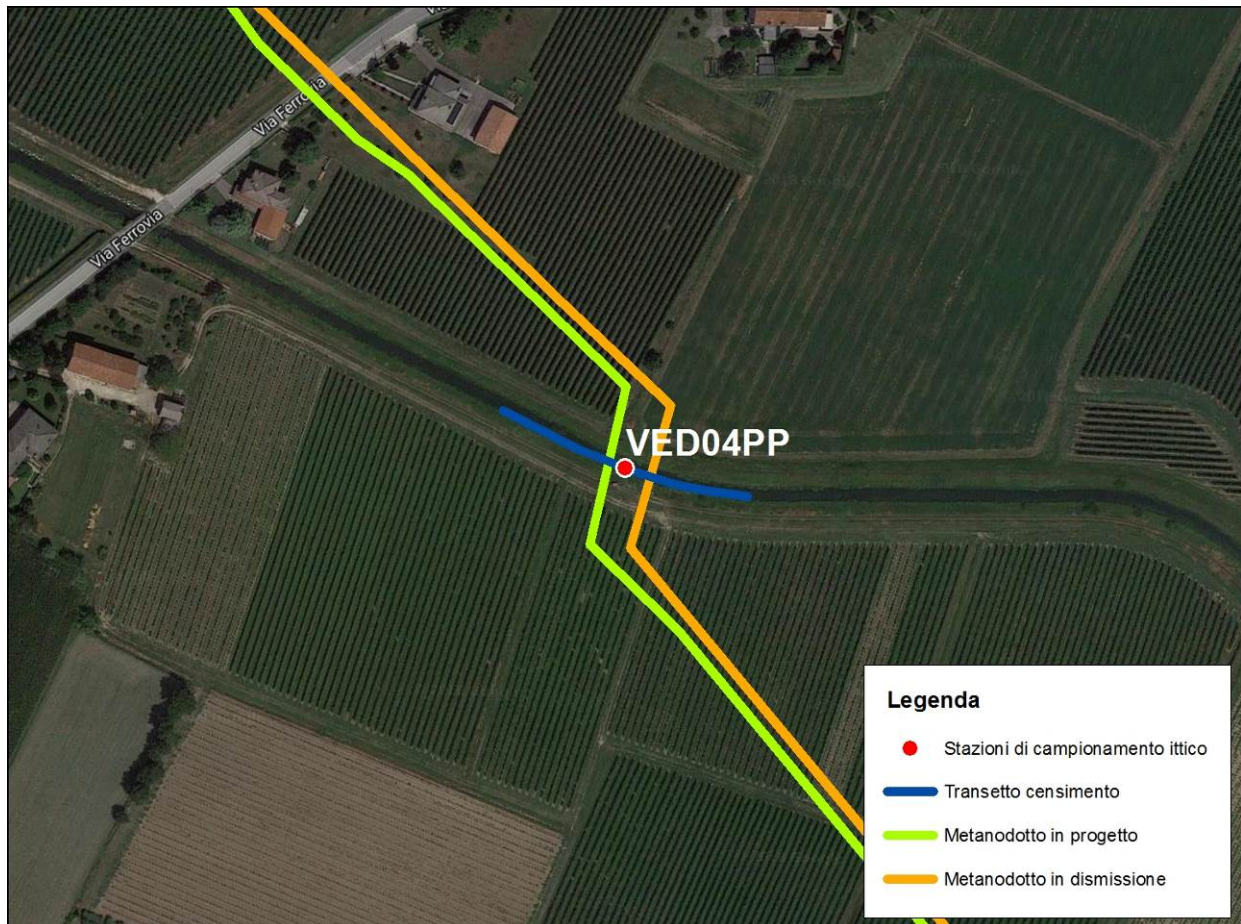 Via Ferrovia
Via Ferrovia
VED04PP
Legenda
Stazioni di campionamento ittico
Transetto censimento
Metanodotto in progetto
Metanodotto in dismissione